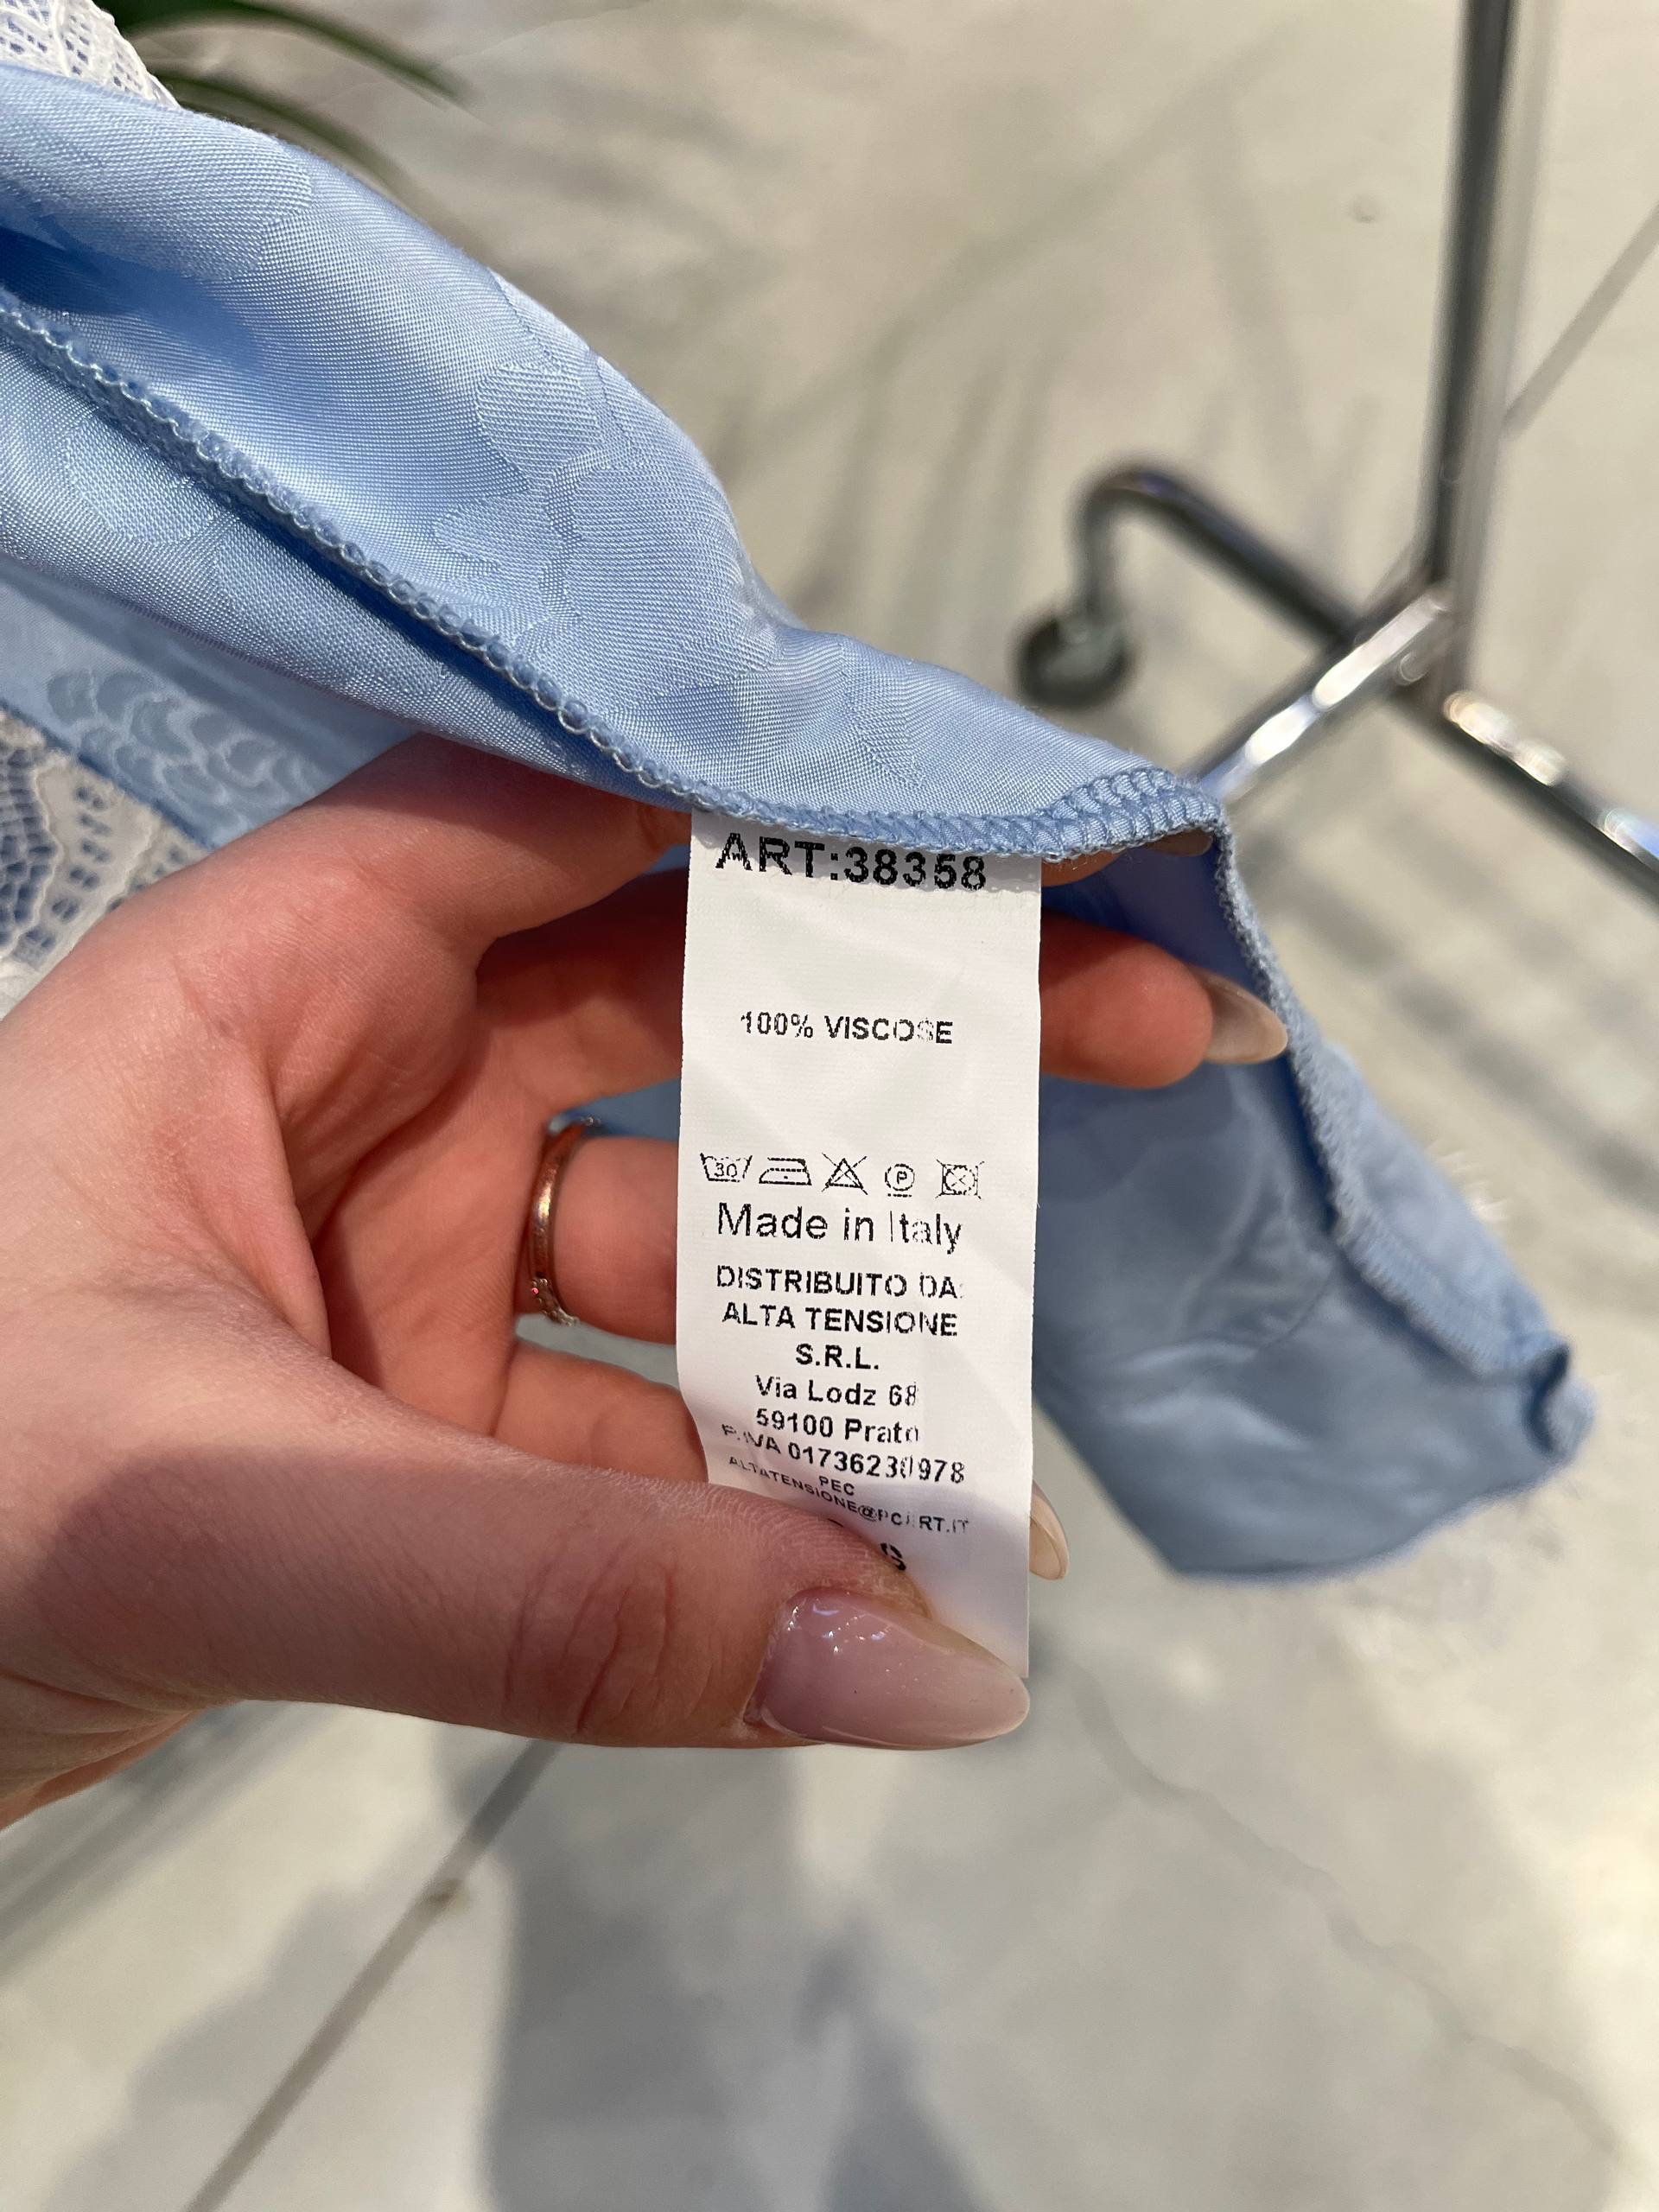 ART:38358
100% VISCOSE
30 P
Made in Italy
DISTRIBUITO DA:
ALTA TENSIONE
S.R.L.
Via Lodz 68
59100 Prato
P.IVA 01736230978
PEC
ALTATENSIONE@PCERT.IT